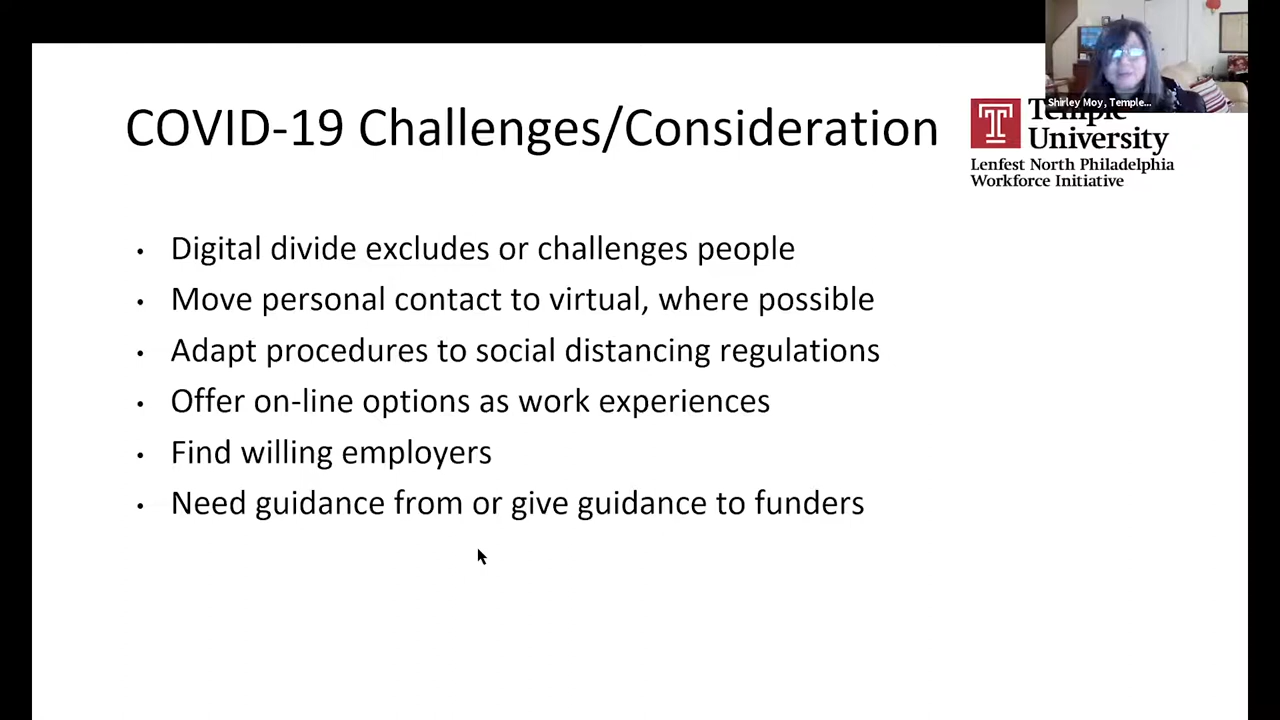 COVID-19 Challenges/Consideration
Shirley Moy, Temple...
Temple
University
Lenfest North Philadelphia
Workforce Initiative
• Digital divide excludes or challenges people
• Move personal contact to virtual, where possible
• Adapt procedures to social distancing regulations
• Offer on-line options as work experiences
• Find willing employers
• Need guidance from or give guidance to funders